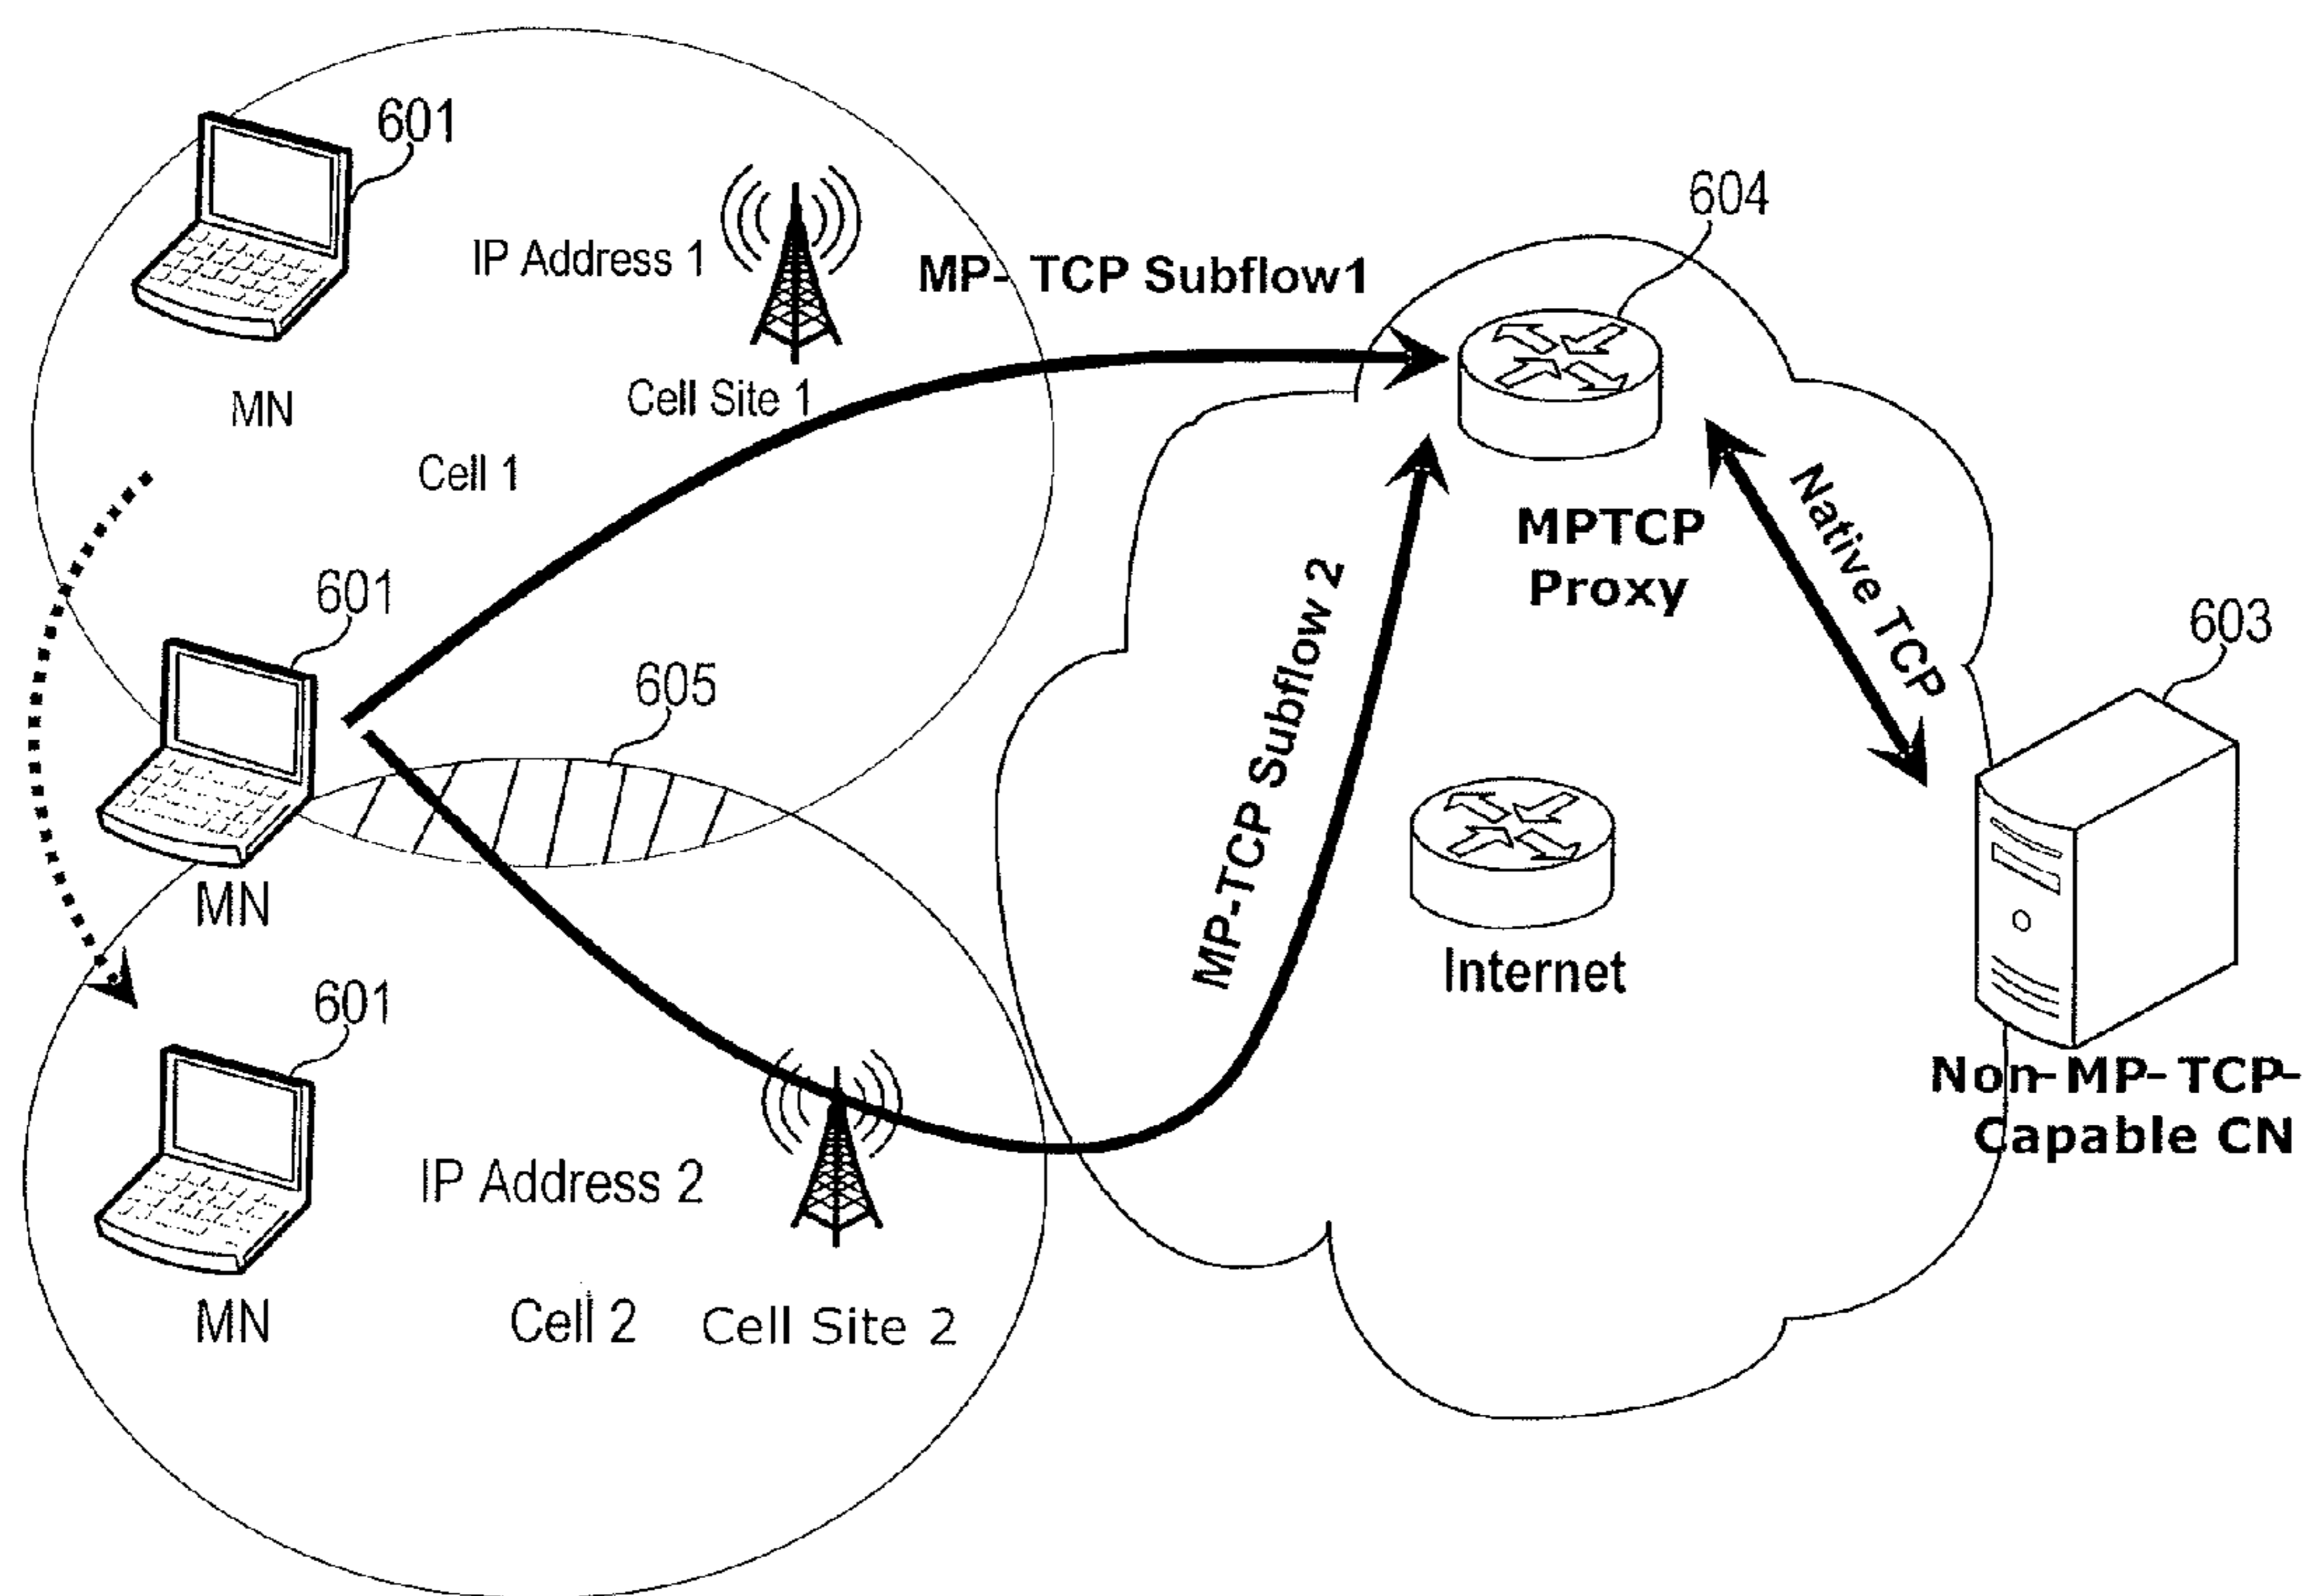 601
IP Address 1
MP- TCP Subflow1
604
Cell Site 1
MN
Cell 1
MPTCP
Proxy
Native TCP
601
603
605
MP-TCP Subflow 2
MN
Internet
601
Non-MP-TCP-
Capable CN
IP Address 2
MN
Cell 2
Cell Site 2